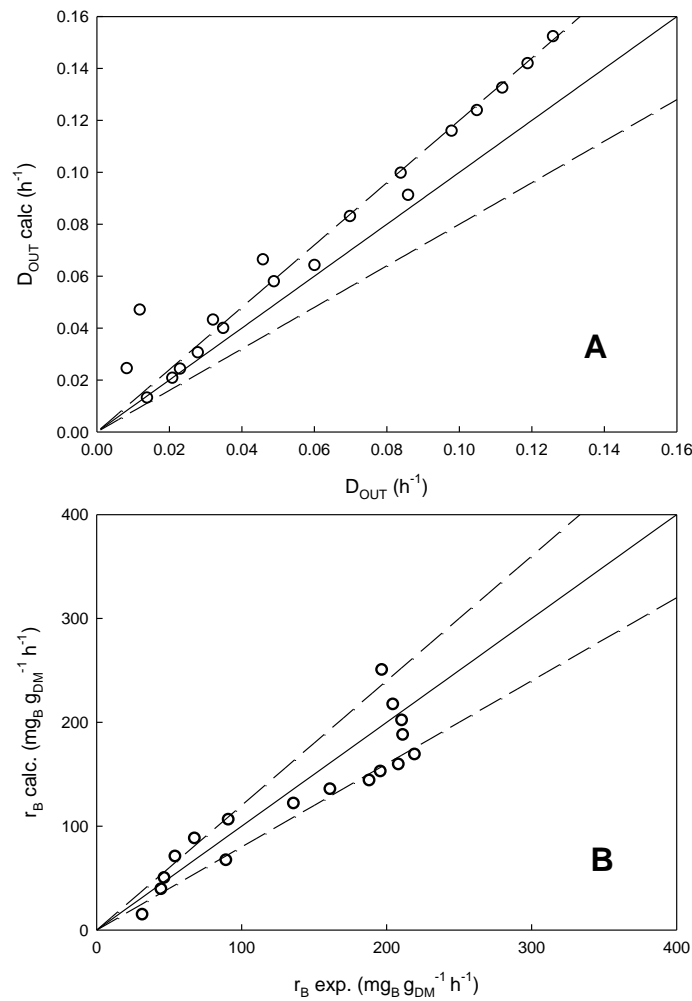 0.16
0.14
0.12
0.10
0.08
0.06
0.04
0.02
0.00
D_OUT calc (h⁻¹)
A
0.00 0.02 0.04 0.06 0.08 0.10 0.12 0.14 0.16
D_OUT (h⁻¹)
400
300
200
100
0
r_B calc. (mg_B g_DM⁻¹ h⁻¹)
B
0 100 200 300 400
r_B exp. (mg_B g_DM⁻¹ h⁻¹)